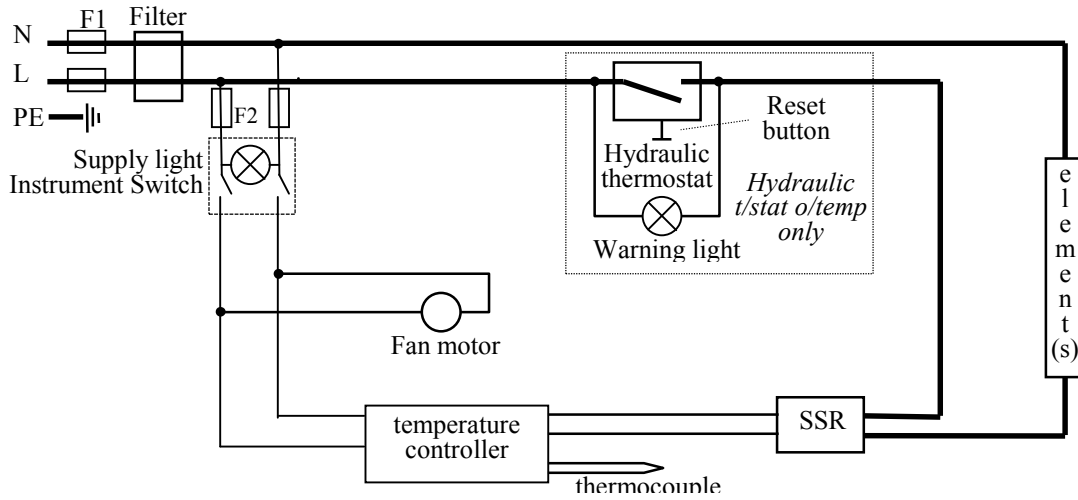 F1
Filter
N
L
PE
F2
Supply light
Instrument Switch
Reset
button
Hydraulic
thermostat
Hydraulic
t/stat o/temp
only
Warning light
element(s)
Fan motor
temperature
controller
SSR
thermocouple